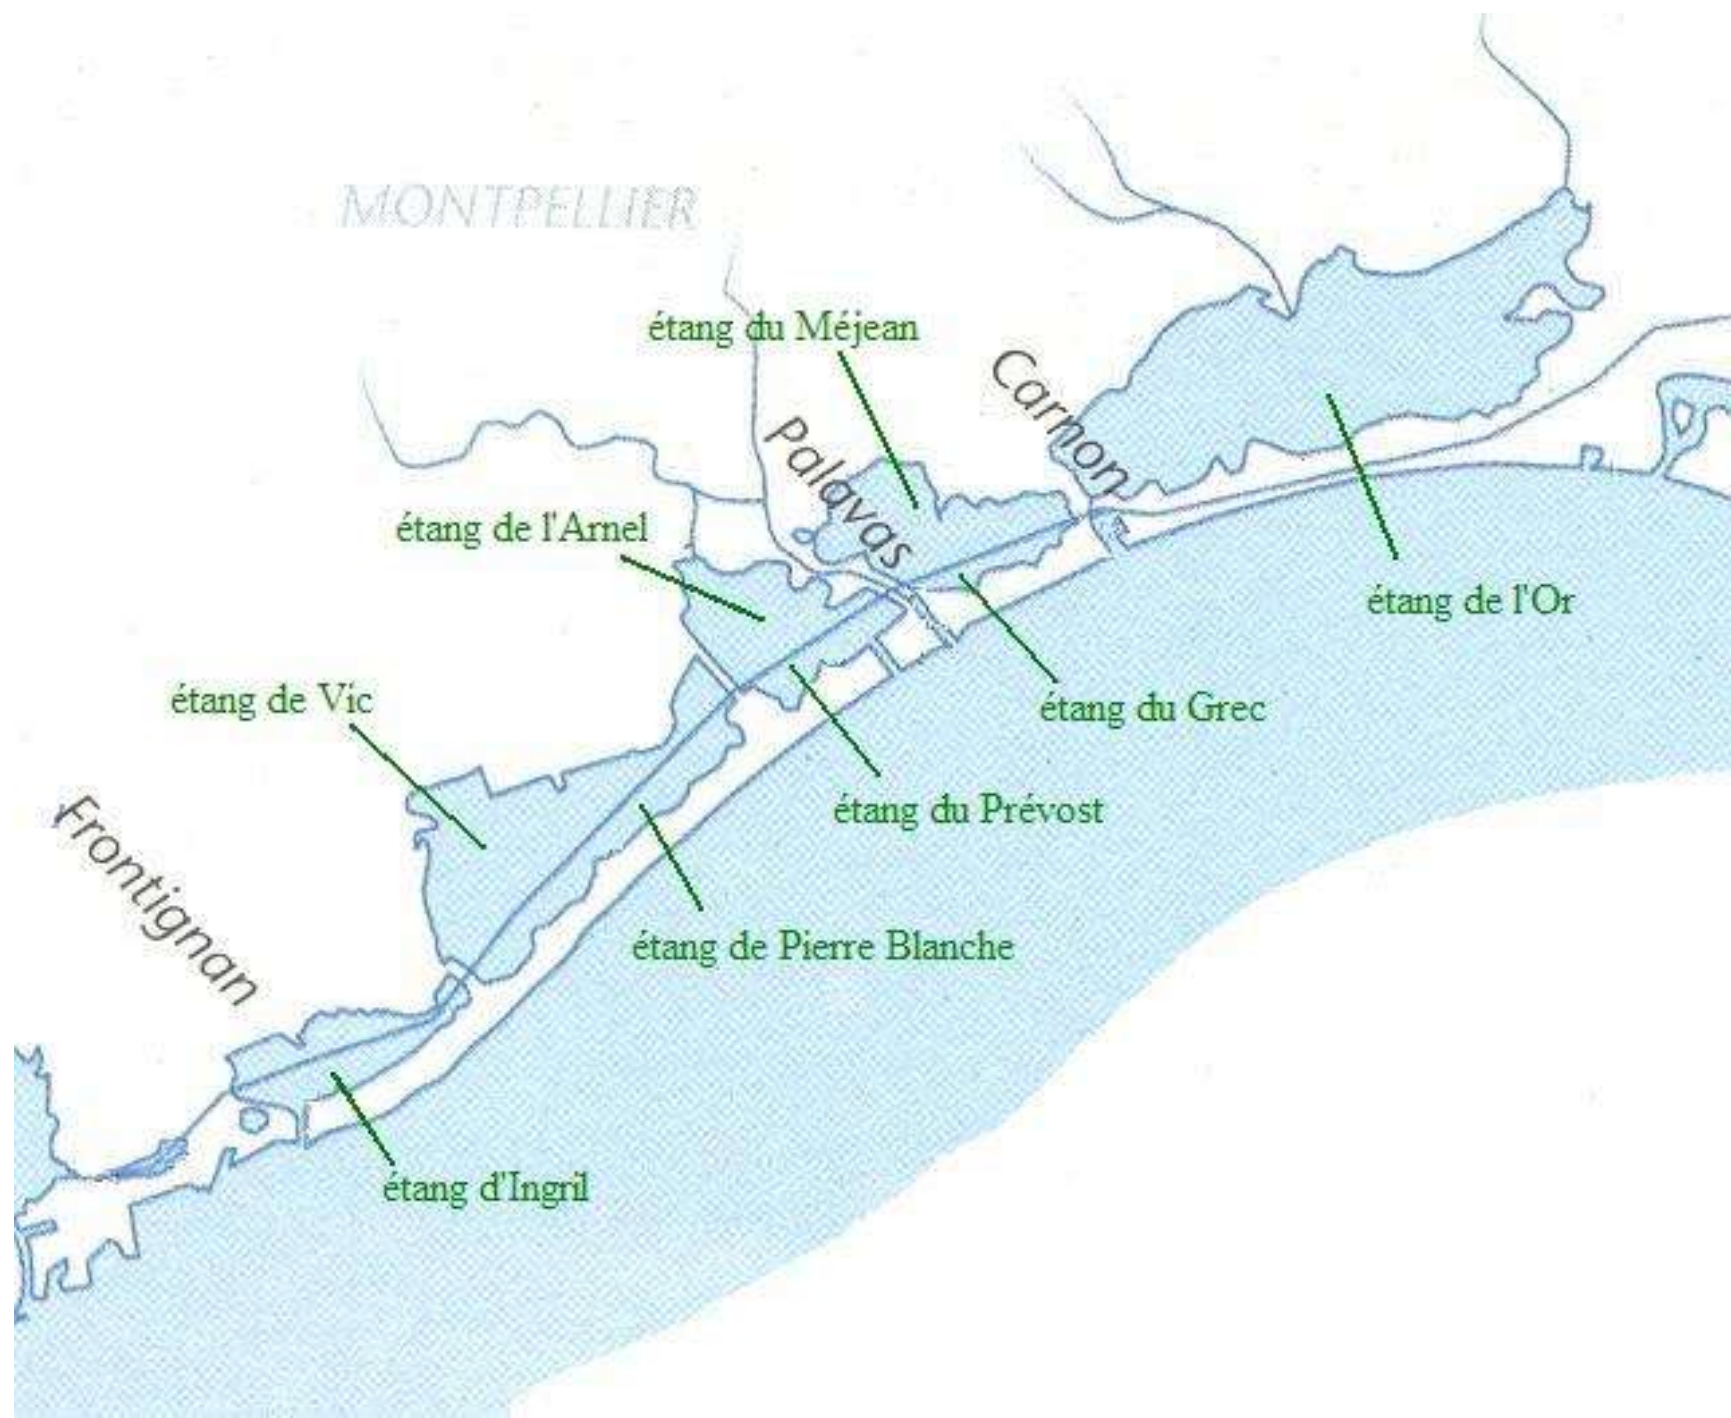 MONTPELLIER
étang du Méjean
Carnon
Palavas
étang de l'Arnel
étang de l'Or
étang de Vic
étang du Grec
étang du Prévost
Frontignan
étang de Pierre Blanche
étang d'Ingril